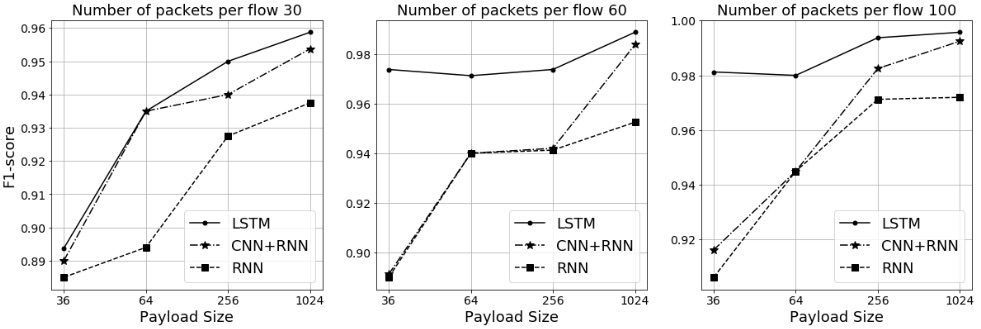 Number of packets per flow 30
F1-score
0.96
0.95
0.94
0.93
0.92
0.91
0.90
0.89
LSTM
CNN+RNN
RNN
36 64 256 1024
Payload Size
Number of packets per flow 60
0.98
0.96
0.94
0.92
0.90
LSTM
CNN+RNN
RNN
36 64 256 1024
Payload Size
Number of packets per flow 100
1.00
0.98
0.96
0.94
0.92
LSTM
CNN+RNN
RNN
36 64 256 1024
Payload Size